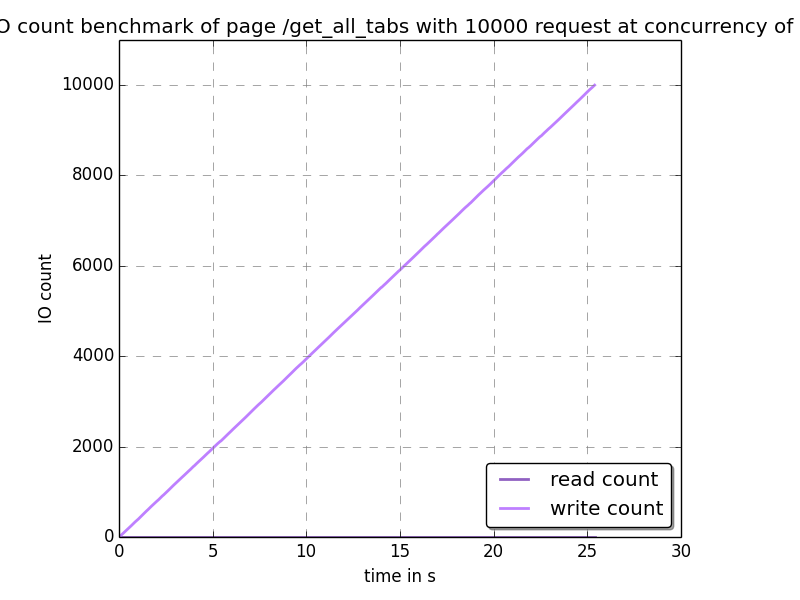 O count benchmark of page /get_all_tabs with 10000 request at concurrency of
10000
8000
6000
4000
2000
0
IO count
read count
write count
0 5 10 15 20 25 30
time in s